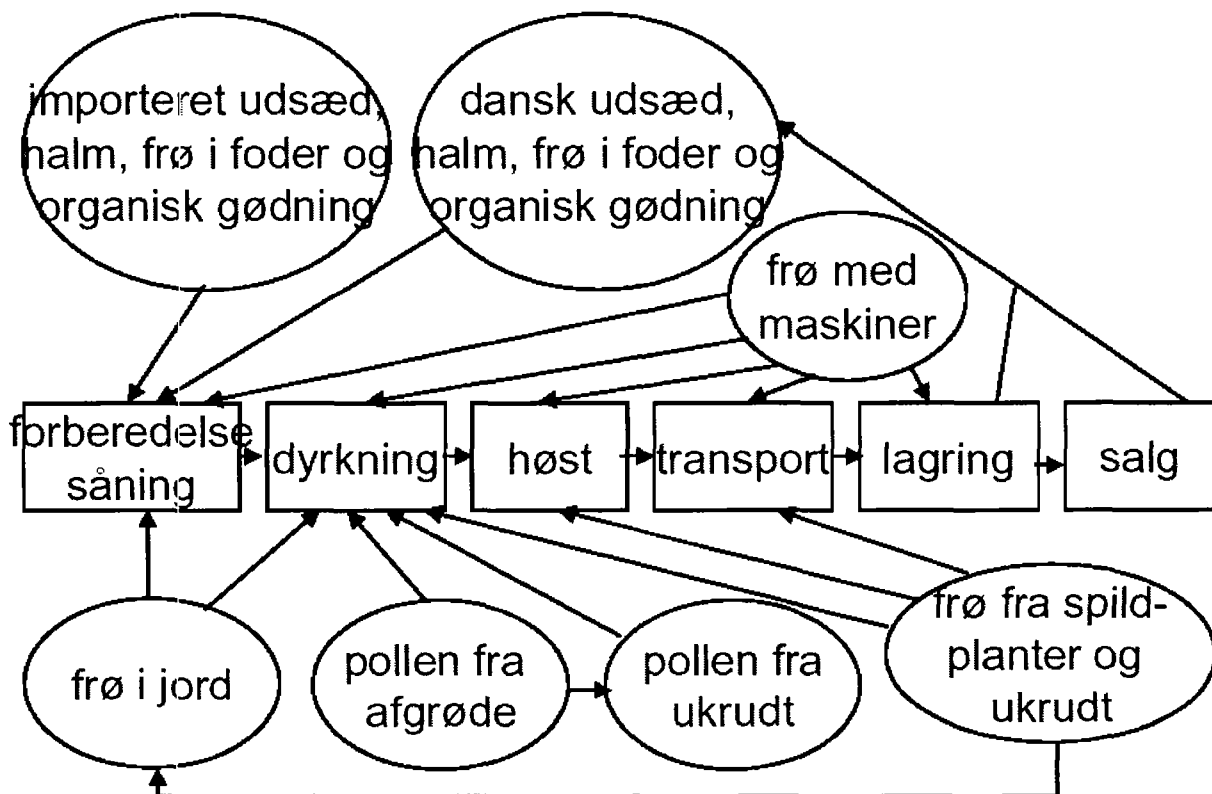 importeret udsæd,
halm, frø i foder og
organisk gødning
dansk udsæd,
halm, frø i foder og
organisk gødning
frø med
maskiner
forberedelse
såning
dyrkning
høst
transport
lagring
salg
frø i jord
pollen fra
afgrøde
pollen fra
ukrudt
frø fra spild-
planter og
ukrudt